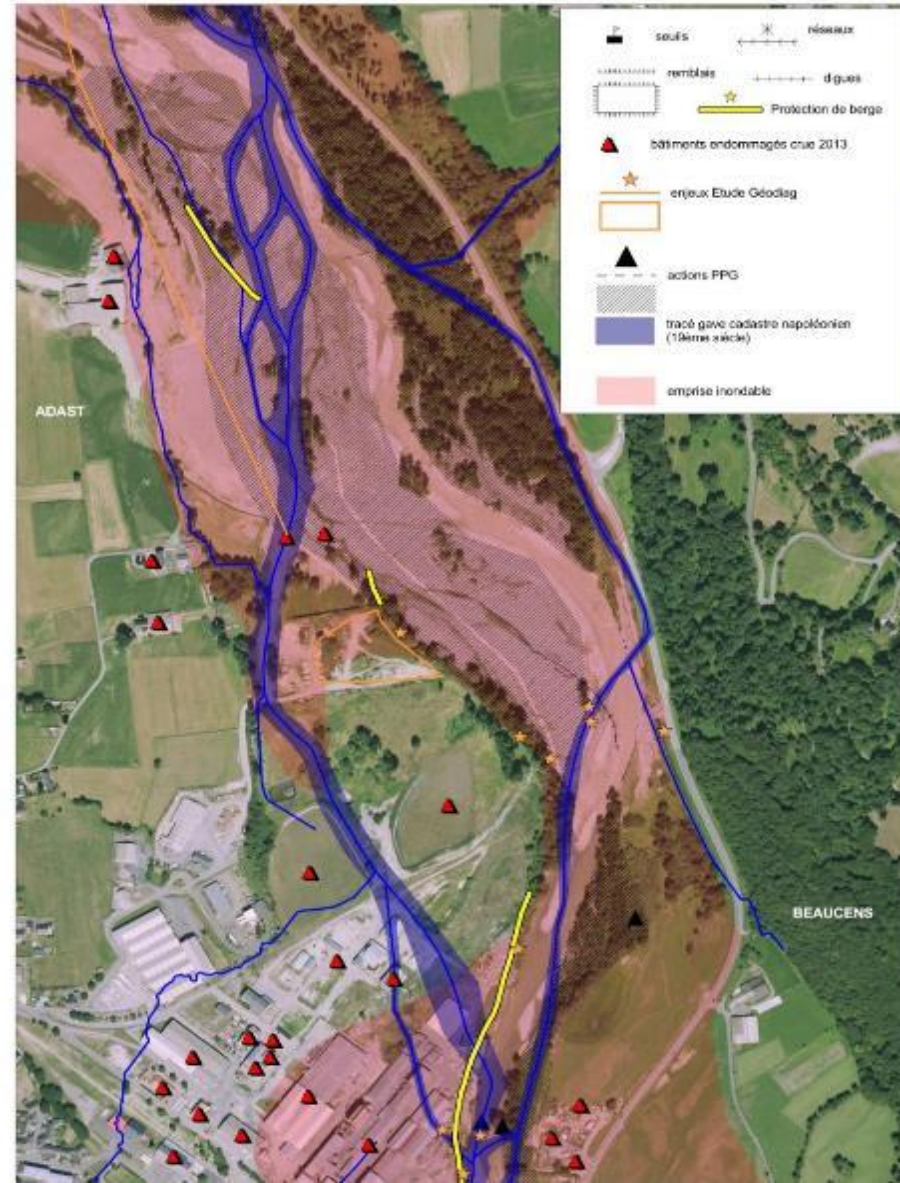 seuils
réseaux
remblais
digues
Protection de berge
bâtiments endommagés crue 2013
enjeux Etude Géodiag
actions PPG
tracé gave cadastre napoléonien
(19ème siècle)
emprise inondable
ADAST
BEAUCENS